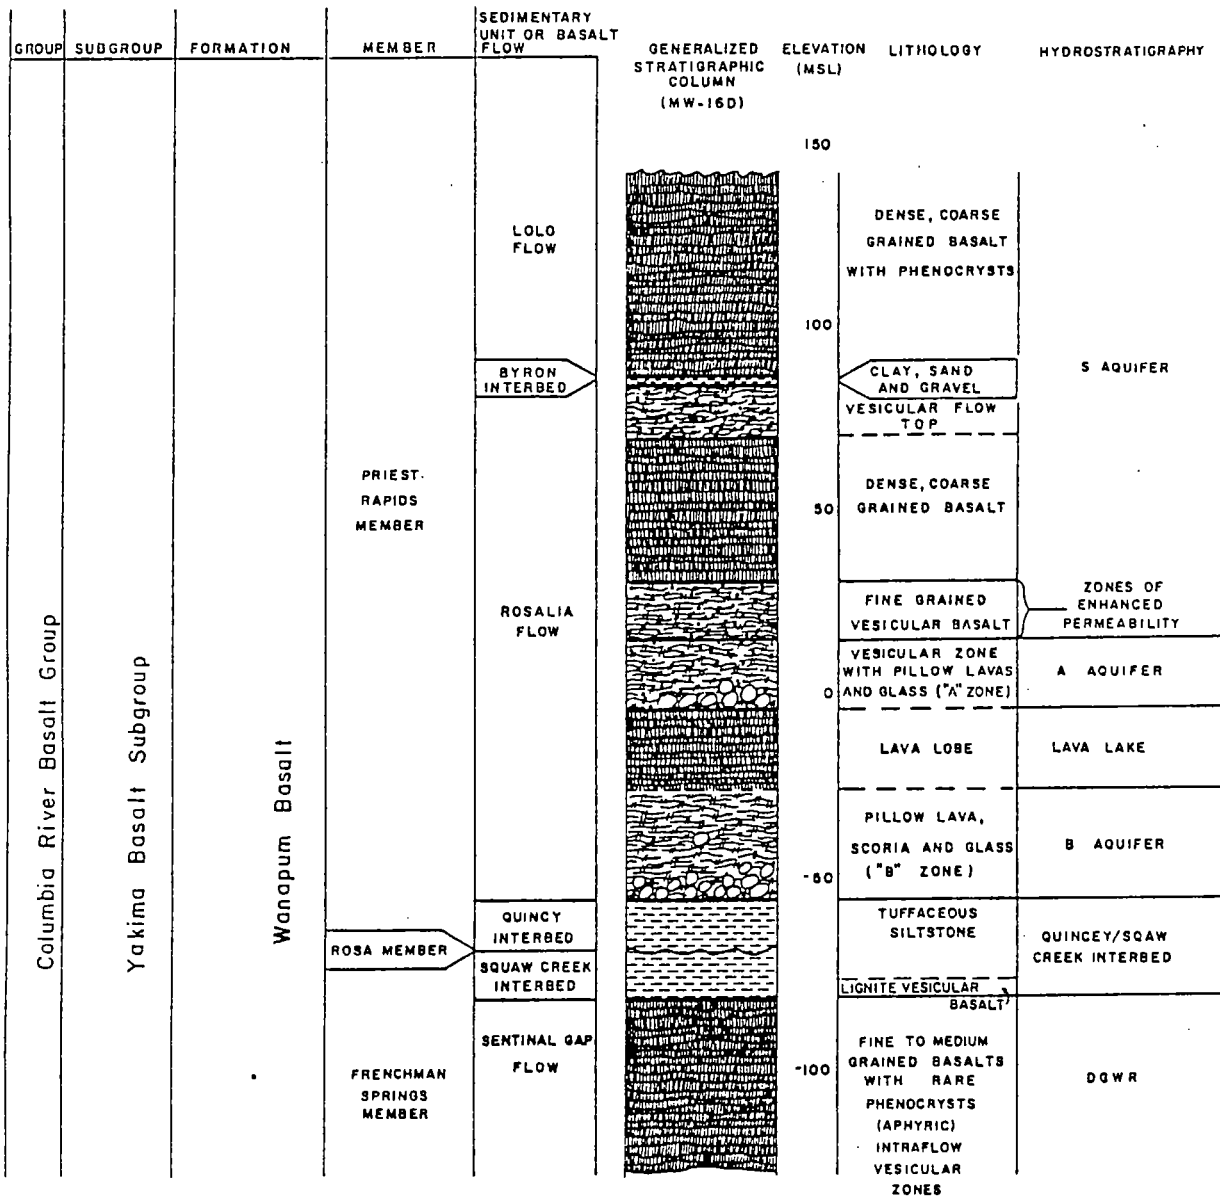 GROUP
SUBGROUP
FORMATION
MEMBER
SEDIMENTARY
UNIT OR BASALT
FLOW
GENERALIZED
STRATIGRAPHIC
COLUMN
(MW-16D)
ELEVATION
(MSL)
LITHOLOGY
HYDROSTRATIGRAPHY
Columbia River Basalt Group
Yakima Basalt Subgroup
Wanapum Basalt
PRIEST-
RAPIDS
MEMBER
ROSA MEMBER
FRENCHMAN
SPRINGS
MEMBER
LOLO
FLOW
BYRON
INTERBED
ROSALIA
FLOW
QUINCY
INTERBED
SQUAW CREEK
INTERBED
SENTINAL GAP
FLOW
150
100
50
0
-50
-100
DENSE, COARSE
GRAINED BASALT
WITH PHENOCRYSTS
CLAY, SAND
AND GRAVEL
VESICULAR FLOW
TOP
DENSE, COARSE
GRAINED BASALT
FINE GRAINED
VESICULAR BASALT
VESICULAR ZONE
WITH PILLOW LAVAS
AND GLASS ("A" ZONE)
LAVA LOBE
PILLOW LAVA,
SCORIA AND GLASS
("B" ZONE)
TUFFACEOUS
SILTSTONE
LIGNITE VESICULAR
BASALT
FINE TO MEDIUM
GRAINED BASALTS
WITH RARE
PHENOCRYSTS
(APHYRIC)
INTRAFLOW
VESICULAR
ZONES
S AQUIFER
ZONES OF
ENHANCED
PERMEABILITY
A AQUIFER
LAVA LAKE
B AQUIFER
QUINCEY/SQAW
CREEK INTERBED
DGWR